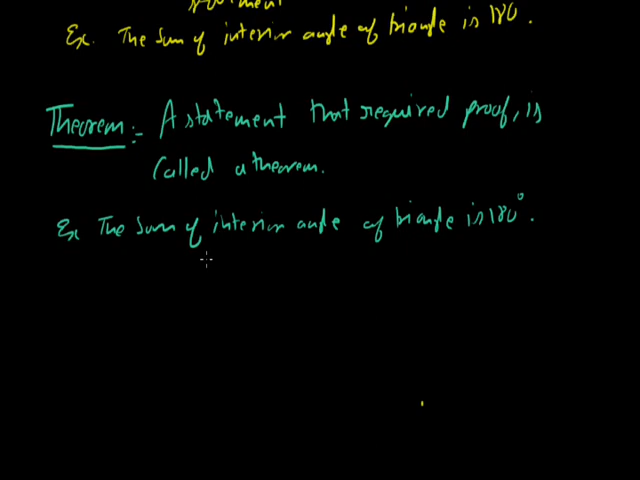 Ex. The Sum of interior angle of triangle is 180.
Theorem:- A statement that required proof, is
Called a theorem.
Ex The Sum of interior angle of triangle is 180°.